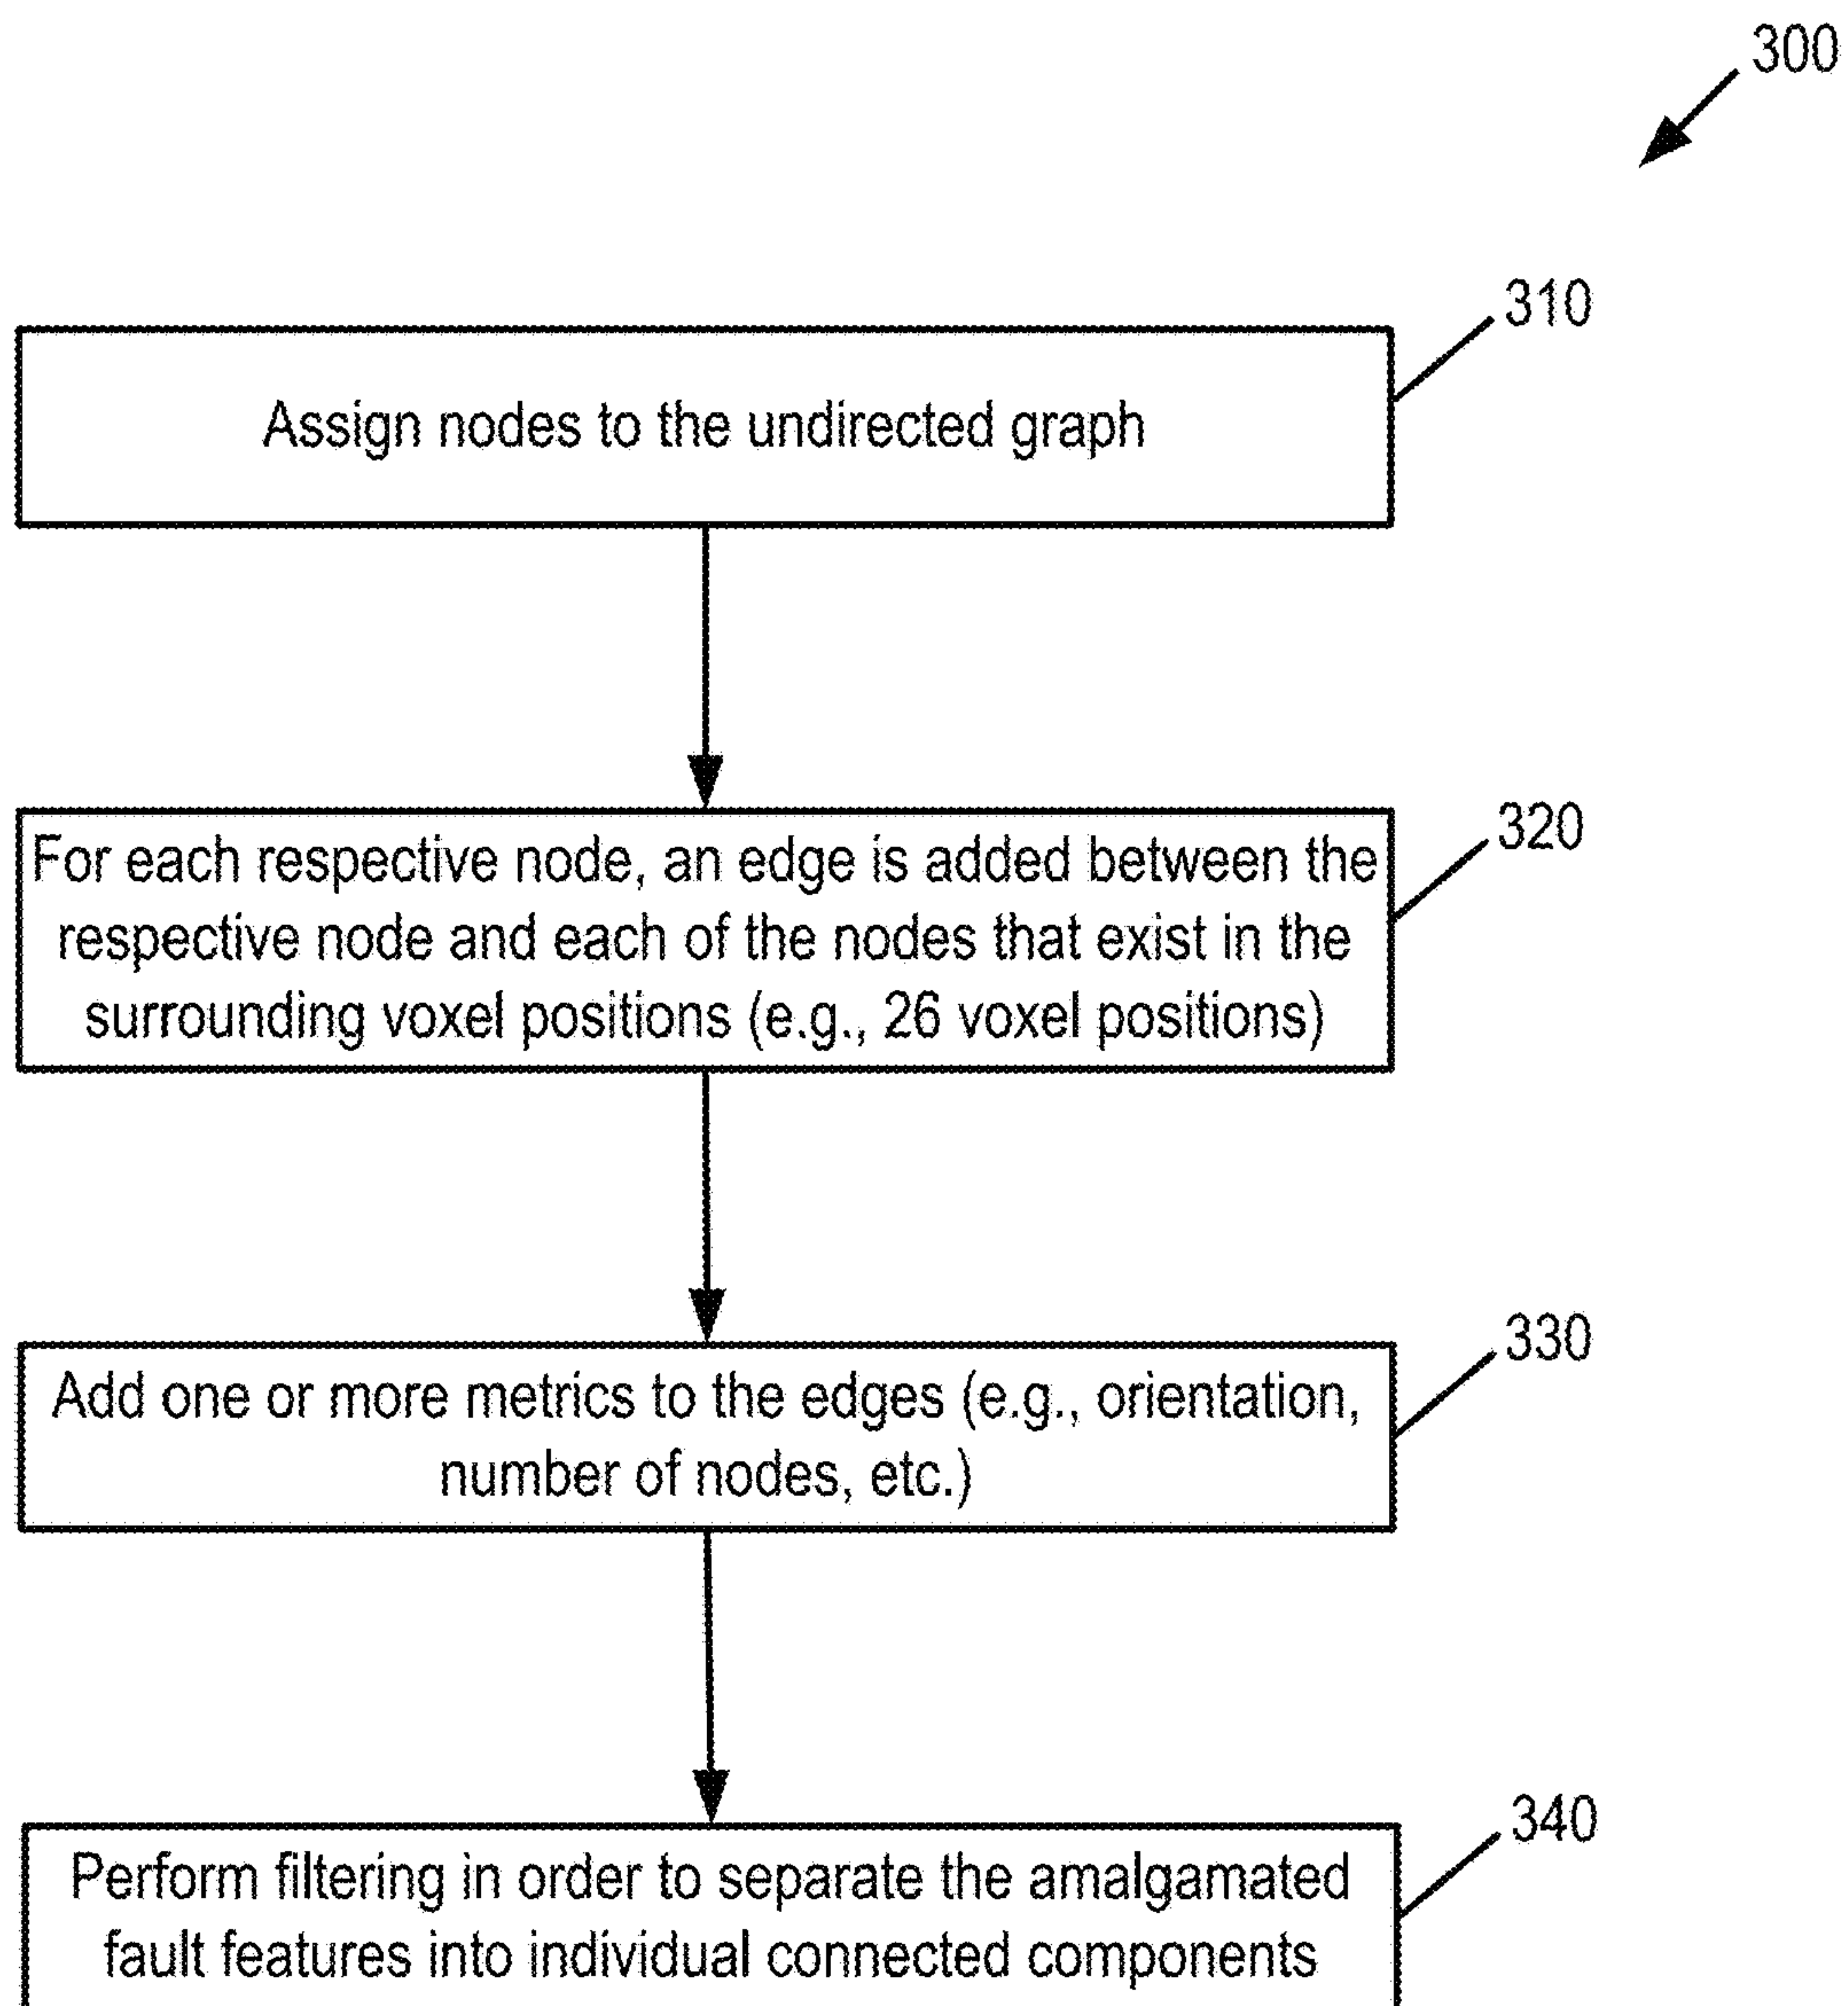 300
310
Assign nodes to the undirected graph
320
For each respective node, an edge is added between the
respective node and each of the nodes that exist in the
surrounding voxel positions (e.g., 26 voxel positions)
330
Add one or more metrics to the edges (e.g., orientation,
number of nodes, etc.)
340
Perform filtering in order to separate the amalgamated
fault features into individual connected components